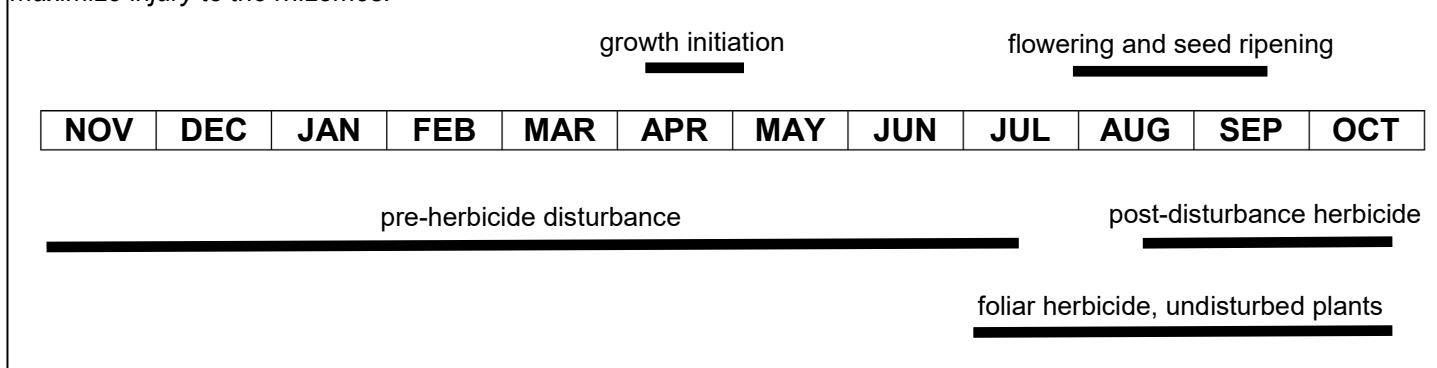 maximize injury to the rhizomes.
growth initiation
flowering and seed ripening
NOV DEC JAN FEB MAR APR MAY JUN JUL AUG SEP OCT
pre-herbicide disturbance
post-disturbance herbicide
foliar herbicide, undisturbed plants